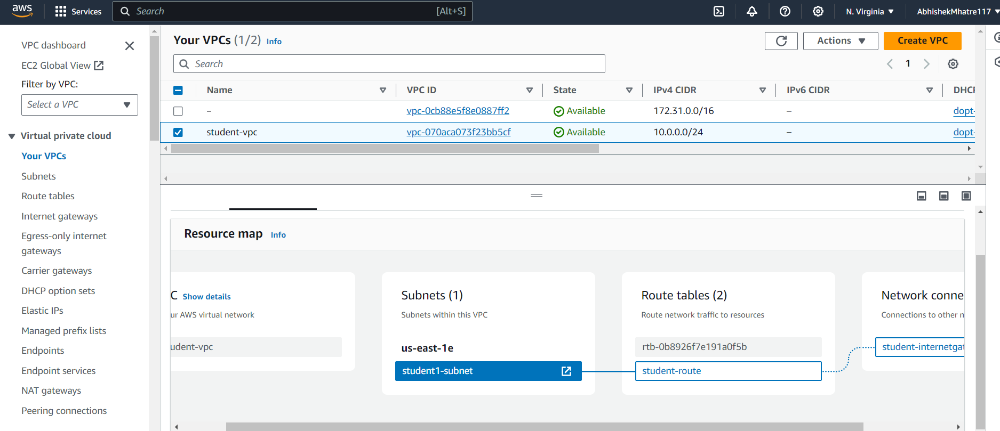 aws
Services
Search
[Alt+S]
N. Virginia
AbhishekMhatre117
VPC dashboard
EC2 Global View
Filter by VPC:
Select a VPC
Virtual private cloud
Your VPCs
Subnets
Route tables
Internet gateways
Egress-only internet
gateways
Carrier gateways
DHCP option sets
Elastic IPs
Managed prefix lists
Endpoints
Endpoint services
NAT gateways
Peering connections
Your VPCs (1/2) Info
Actions
Create VPC
Search
1
Name VPC ID State IPv4 CIDR IPv6 CIDR DHCP
– vpc-0cb88e5f8e0887ff2 Available 172.31.0.0/16 – dopt-
student-vpc vpc-070aca073f23bb5cf Available 10.0.0.0/24 – dopt-
Resource map Info
C Show details
ur AWS virtual network
udent-vpc
Subnets (1)
Subnets within this VPC
us-east-1e
student1-subnet
Route tables (2)
Route network traffic to resources
rtb-0b8926f7e191a0f5b
student-route
Network conne
Connections to other n
student-internetgat